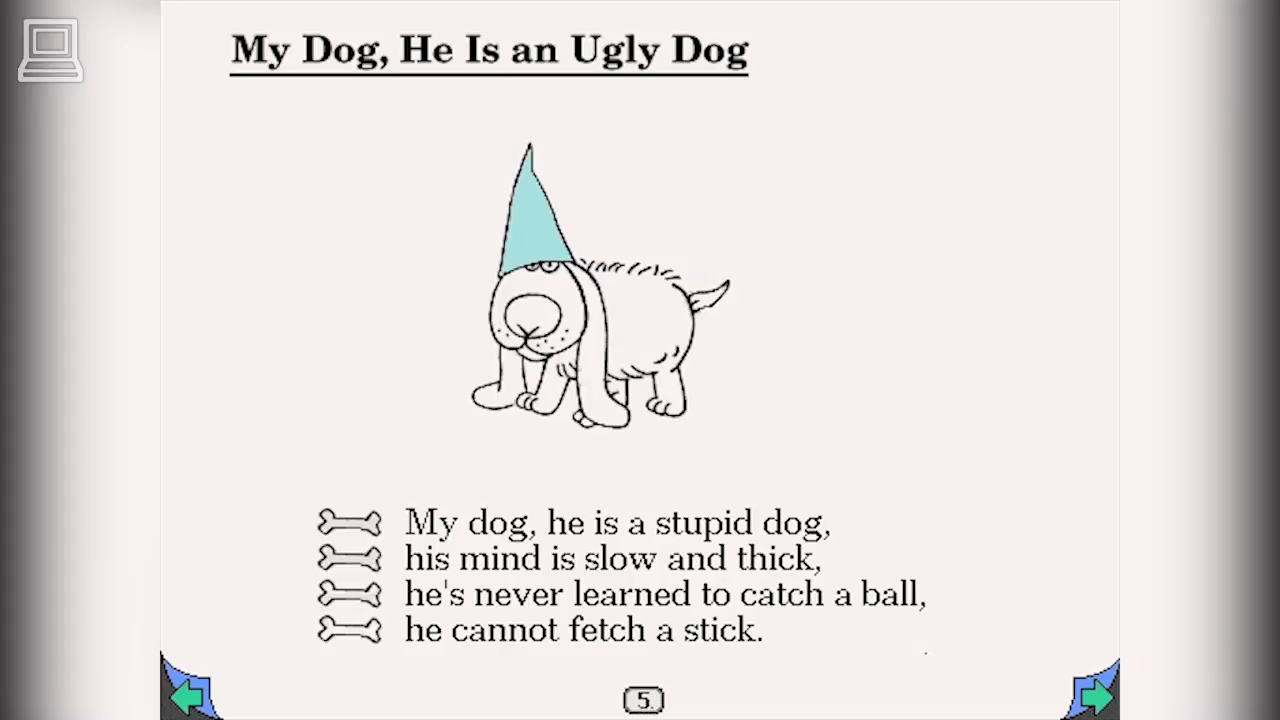 My Dog, He Is an Ugly Dog
My dog, he is a stupid dog,
his mind is slow and thick,
he's never learned to catch a ball,
he cannot fetch a stick.
5